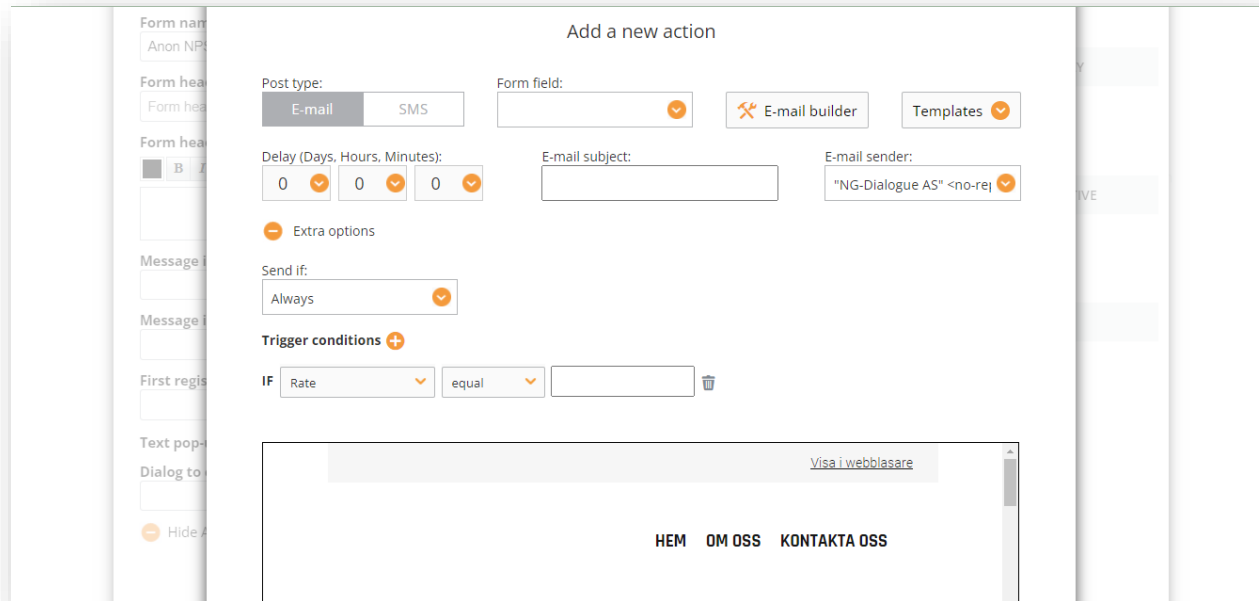 Add a new action
Post type:
E-mail SMS
Form field:
E-mail builder
Templates
Delay (Days, Hours, Minutes):
0 0 0
E-mail subject:
E-mail sender:
"NG-Dialogue AS" <no-rep
Extra options
Send if:
Always
Trigger conditions
IF Rate equal
Visa i webblasare
HEM OM OSS KONTAKTA OSS
Form nam
Anon NPS
Form hea
Form hea
Form hea
B I
Message i
Message i
First regis
Text pop-u
Dialog to
Hide A
Y
IVE